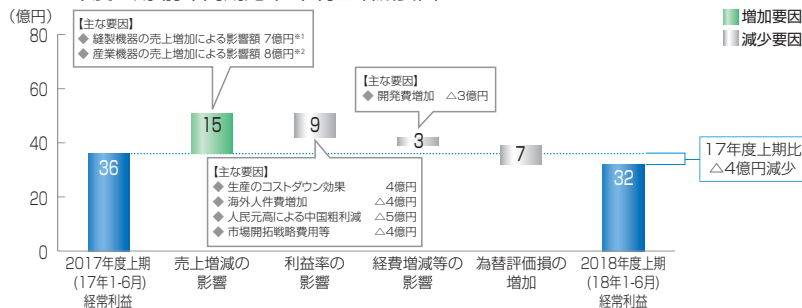 (億円)
80
60
40
20
0
【主な要因】
◆ 縫製機器の売上増加による影響額 7億円※1
◆ 産業機器の売上増加による影響額 8億円※2
増加要因
減少要因
【主な要因】
◆ 開発費増加 △3億円
36
15
9
3
7
32
17年度上期比
△4億円減少
【主な要因】
◆ 生産のコストダウン効果 4億円
◆ 海外人件費増加 △4億円
◆ 人民元高による中国粗利減 △5億円
◆ 市場開拓戦略費用等 △4億円
2017年度上期
(17年1-6月)
経常利益
売上増減の
影響
利益率の
影響
経費増減等の
影響
為替評価損の
増加
2018年度上期
(18年1-6月)
経常利益